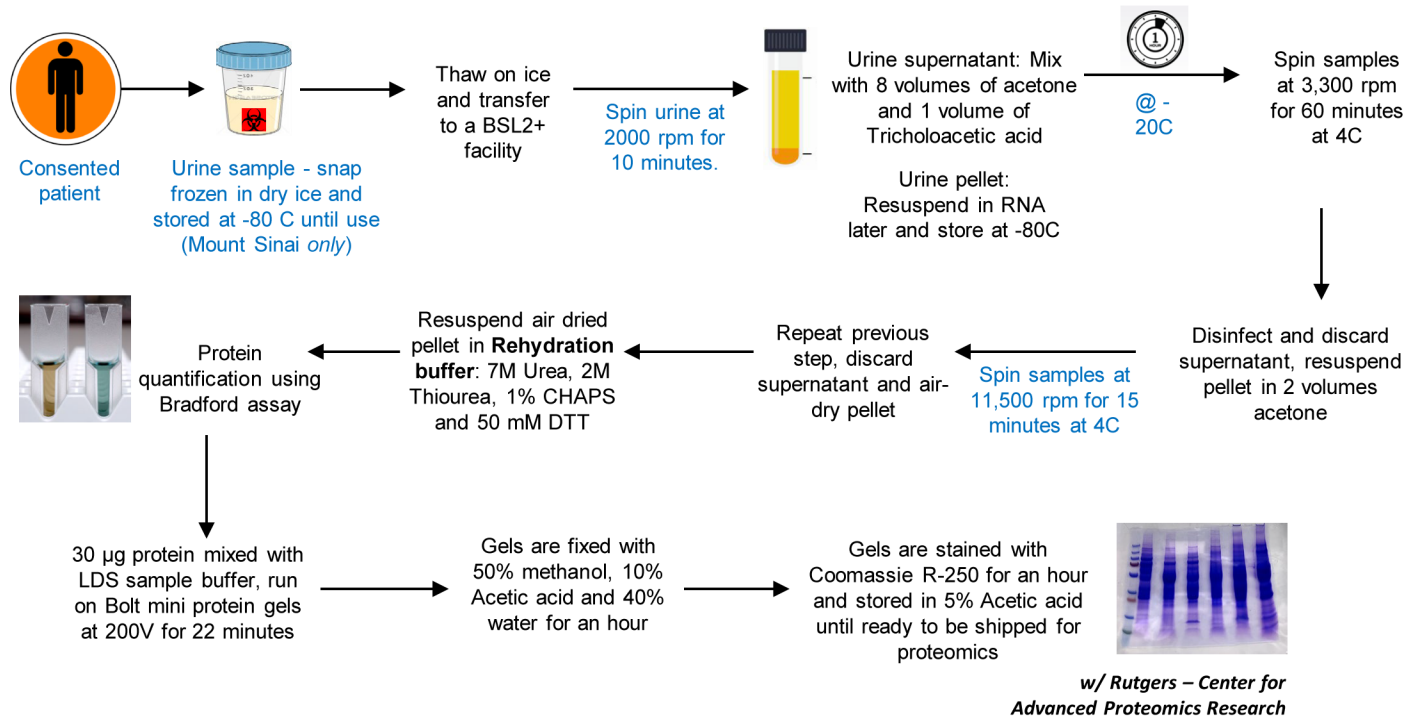 Consented
patient
Urine sample - snap
frozen in dry ice and
stored at -80 C until use
(Mount Sinai only)
Thaw on ice
and transfer
to a BSL2+
facility
Spin urine at
2000 rpm for
10 minutes.
Urine supernatant: Mix
with 8 volumes of acetone
and 1 volume of
Tricholoacetic acid
Urine pellet:
Resuspend in RNA
later and store at -80C
1
HOURS
@ -
20C
Spin samples
at 3,300 rpm
for 60 minutes
at 4C
Disinfect and discard
supernatant, resuspend
pellet in 2 volumes
acetone
Spin samples at
11,500 rpm for 15
minutes at 4C
Repeat previous
step, discard
supernatant and air-
dry pellet
Resuspend air dried
pellet in Rehydration
buffer: 7M Urea, 2M
Thiourea, 1% CHAPS
and 50 mM DTT
Protein
quantification using
Bradford assay
30 µg protein mixed with
LDS sample buffer, run
on Bolt mini protein gels
at 200V for 22 minutes
Gels are fixed with
50% methanol, 10%
Acetic acid and 40%
water for an hour
Gels are stained with
Coomassie R-250 for an hour
and stored in 5% Acetic acid
until ready to be shipped for
proteomics
w/ Rutgers – Center for
Advanced Proteomics Research